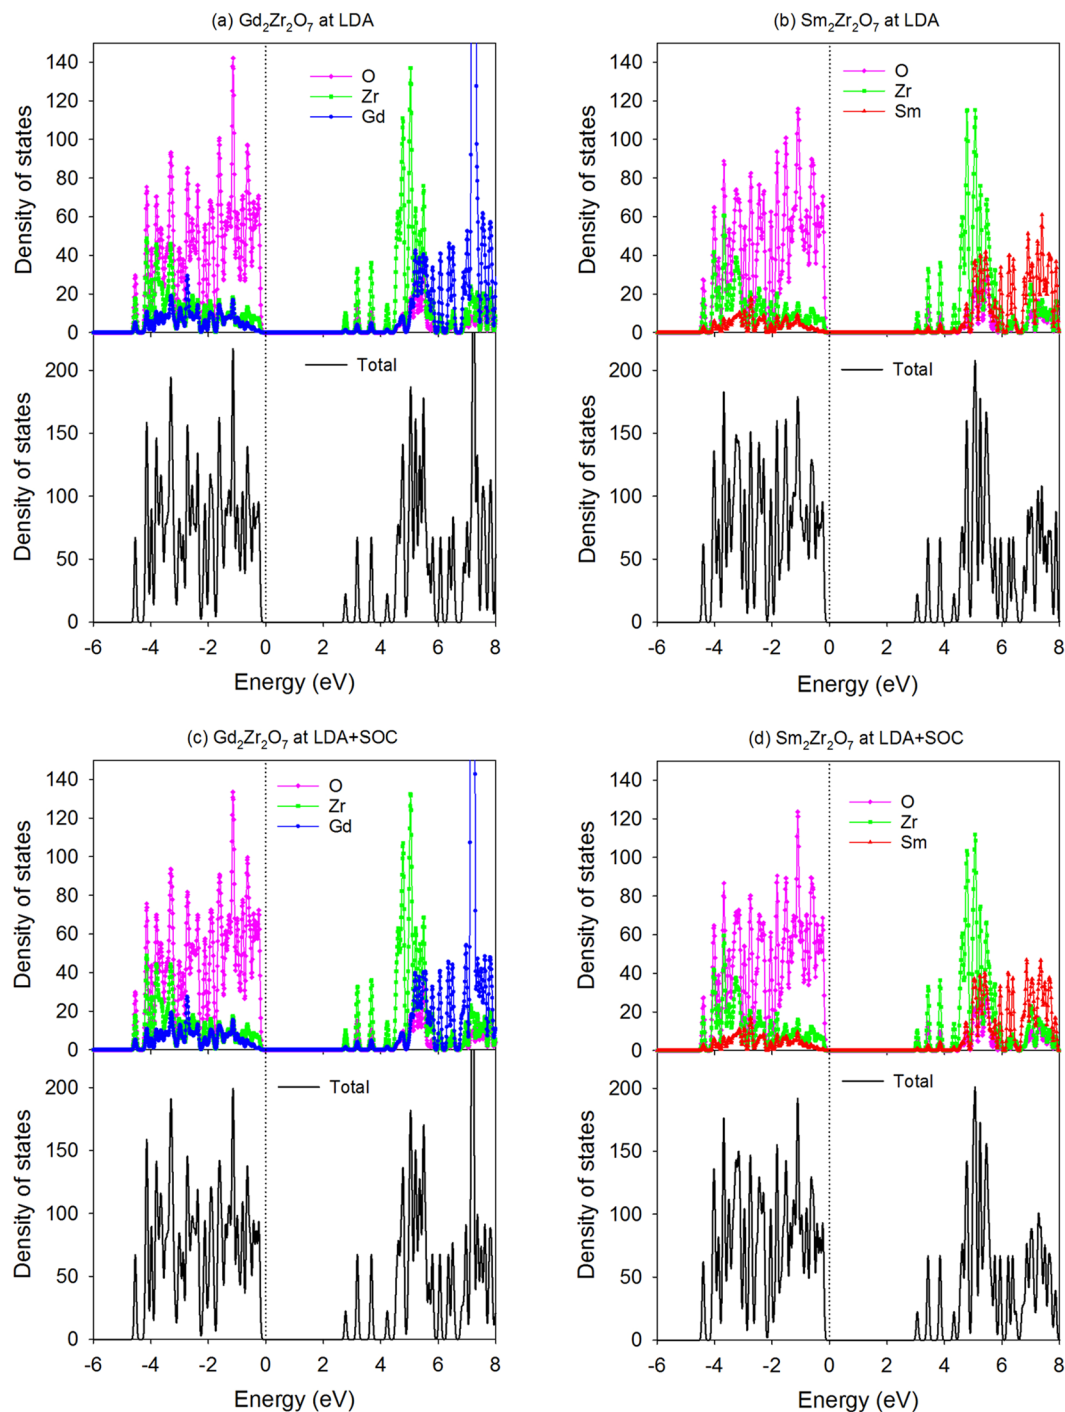 (a) Gd₂Zr₂O₇ at LDA
Density of states
140
120
100
80
60
40
20
0
O
Zr
Gd
Density of states
200
150
100
50
0
Total
-6 -4 -2 0 2 4 6 8
Energy (eV)
(b) Sm₂Zr₂O₇ at LDA
Density of states
140
120
100
80
60
40
20
0
O
Zr
Sm
Density of states
200
150
100
50
0
Total
-6 -4 -2 0 2 4 6 8
Energy (eV)
(c) Gd₂Zr₂O₇ at LDA+SOC
Density of states
140
120
100
80
60
40
20
0
O
Zr
Gd
Density of states
200
150
100
50
0
Total
-6 -4 -2 0 2 4 6 8
Energy (eV)
(d) Sm₂Zr₂O₇ at LDA+SOC
Density of states
140
120
100
80
60
40
20
0
O
Zr
Sm
Density of states
200
150
100
50
0
Total
-6 -4 -2 0 2 4 6 8
Energy (eV)